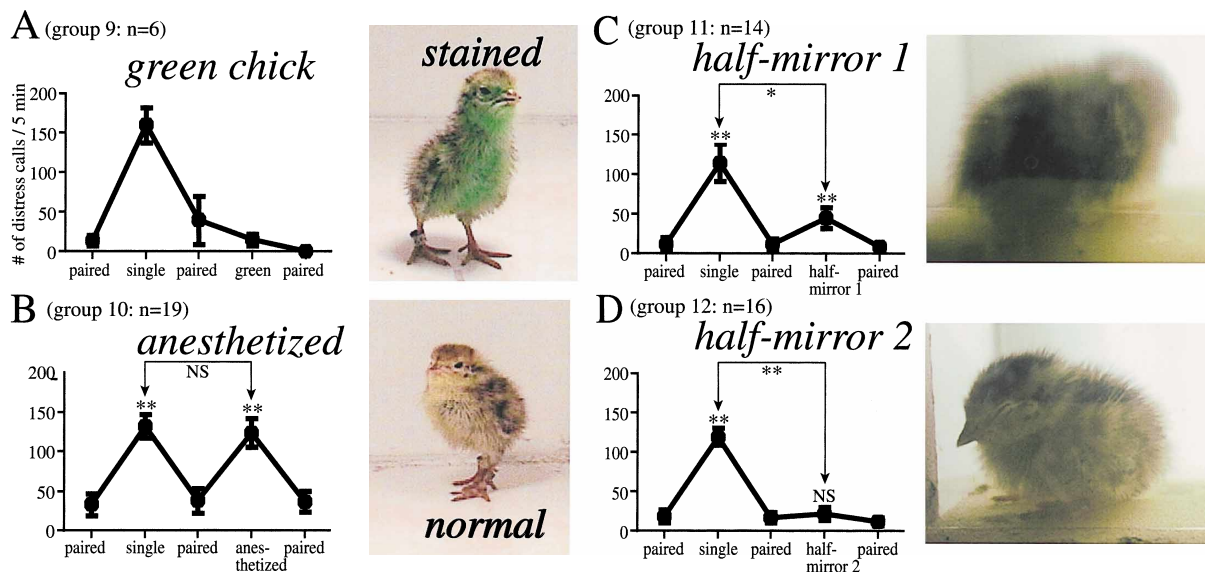 A (group 9: n=6)
green chick
# of distress calls / 5 min
200
150
100
50
0
paired single paired green paired
stained
B (group 10: n=19)
anesthetized
NS
** **
200
150
100
50
0
paired single paired anes- paired
thetized
normal
C (group 11: n=14)
half-mirror 1
*
** **
200
150
100
50
0
paired single paired half- paired
mirror 1
D (group 12: n=16)
half-mirror 2
**
** NS
200
150
100
50
0
paired single paired half- paired
mirror 2